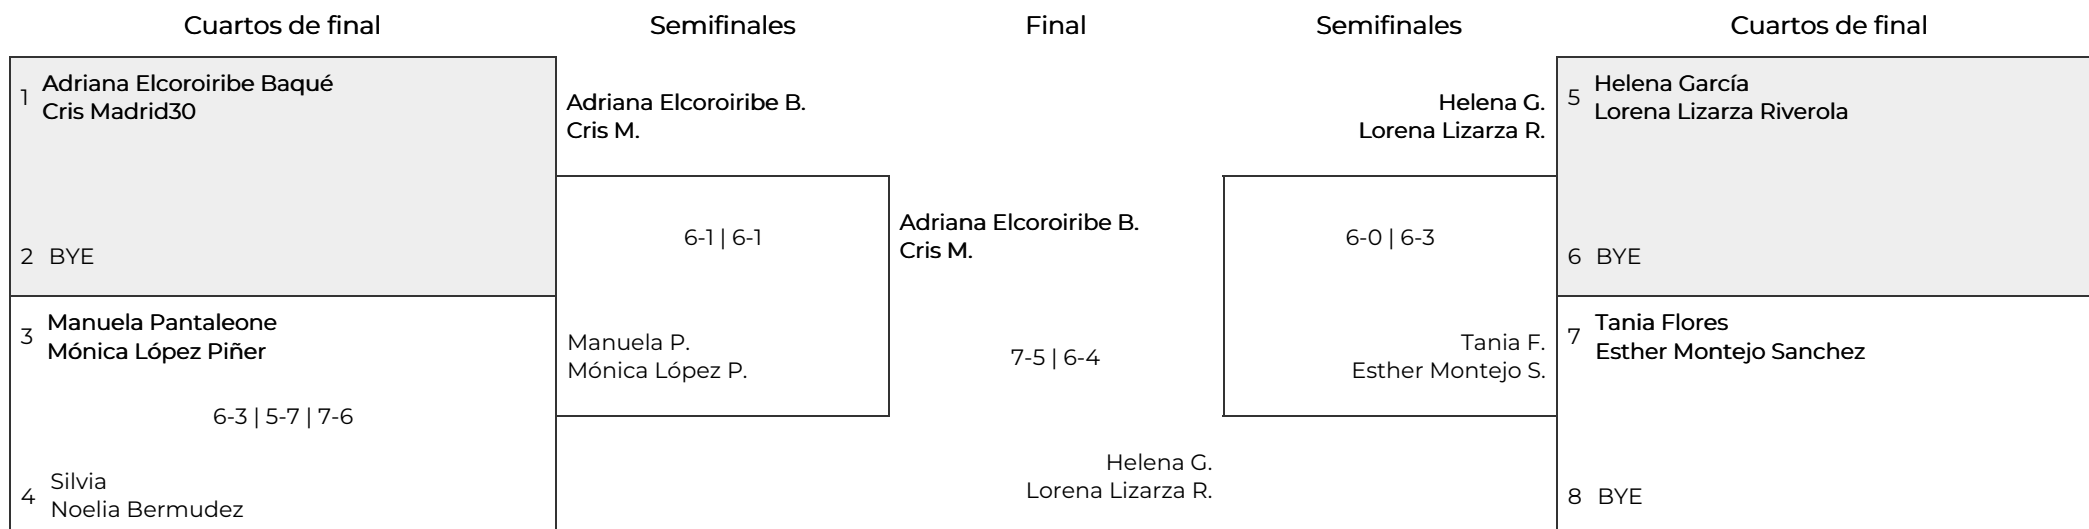 Cuartos de final
Semifinales
Final
Semifinales
Cuartos de final
1
Adriana Elcoroiribe Baqué
Cris Madrid30
2 BYE
3
Manuela Pantaleone
Mónica López Piñer
6-3 | 5-7 | 7-6
4
Silvia
Noelia Bermudez
Adriana Elcoroiribe B.
Cris M.
6-1 | 6-1
Manuela P.
Mónica López P.
Adriana Elcoroiribe B.
Cris M.
7-5 | 6-4
Helena G.
Lorena Lizarza R.
Helena G.
Lorena Lizarza R.
6-0 | 6-3
Tania F.
Esther Montejo S.
5
Helena García
Lorena Lizarza Riverola
6 BYE
7
Tania Flores
Esther Montejo Sanchez
8 BYE